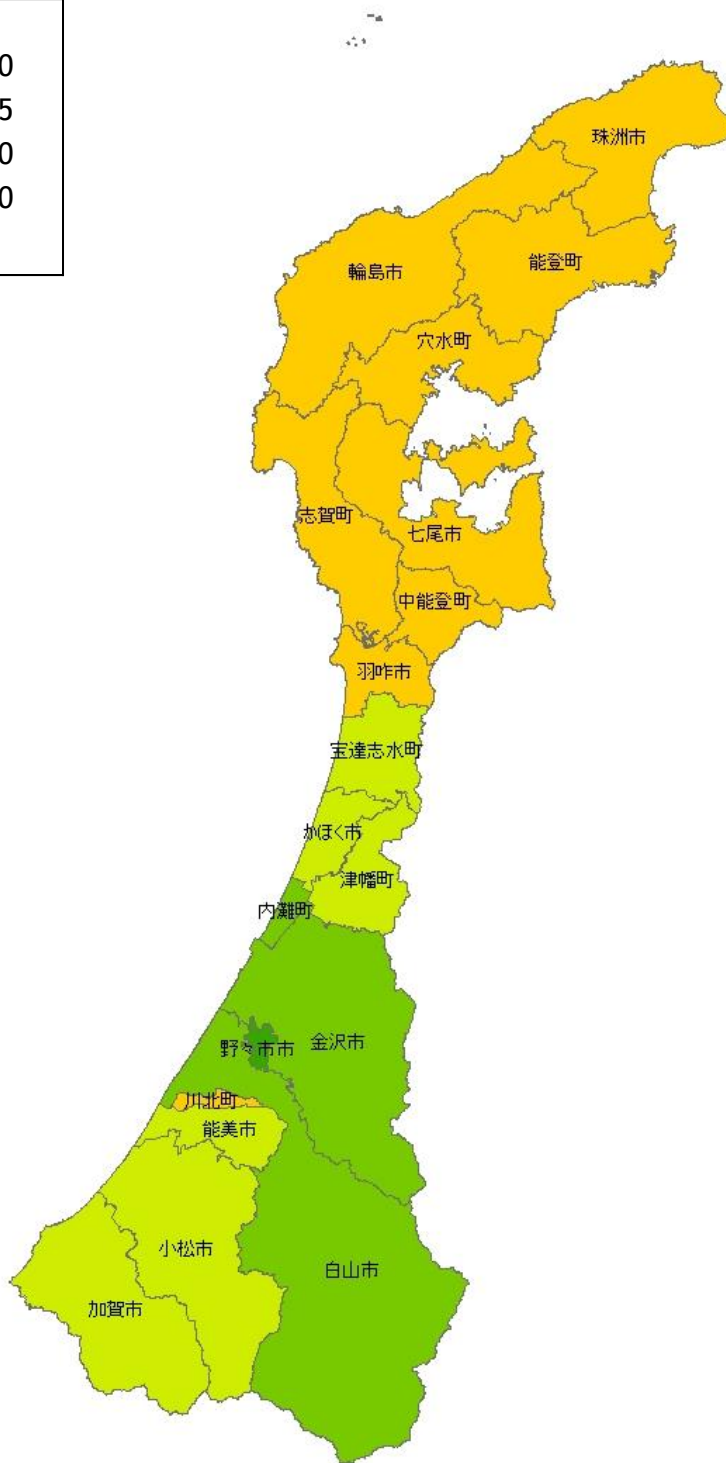 0
5
0
0
珠洲市
能登町
輪島市
穴水町
志賀町
七尾市
中能登町
羽咋市
宝達志水町
かほく市
津幡町
内灘町
金沢市
野々市市
川北町
能美市
小松市
白山市
加賀市